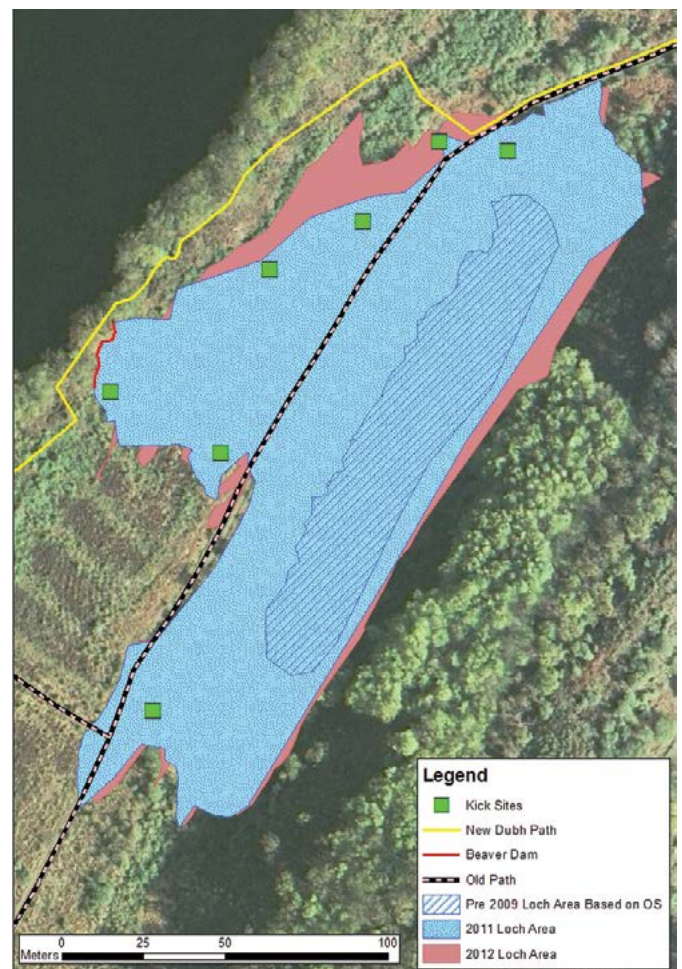 Legend
Kick Sites
New Dubh Path
Beaver Dam
Old Path
Pre 2009 Loch Area Based on OS
2011 Loch Area
2012 Loch Area
0 25 50 100
Meters